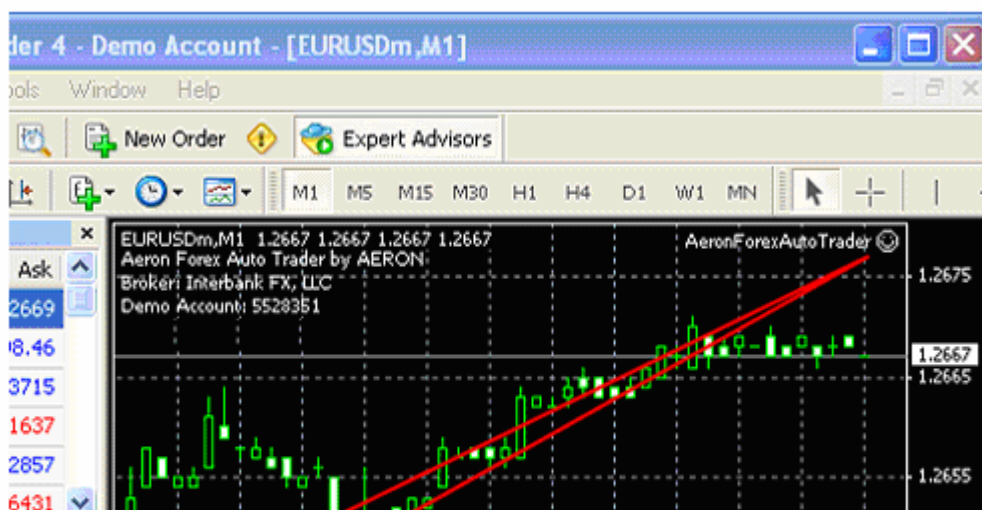 der 4 - Demo Account - [EURUSDm,M1]
ools Window Help
New Order Expert Advisors
M1 M5 M15 M30 H1 H4 D1 W1 MN
EURUSDm,M1 1.2667 1.2667 1.2667 1.2667
AeronForexAutoTrader
Aeron Forex Auto Trader by AERON
Broker: Interbank FX, LLC
Demo Account: 5528351
Ask
2669
8.46
3715
1637
2857
6431
1.2675
1.2667
1.2665
1.2655